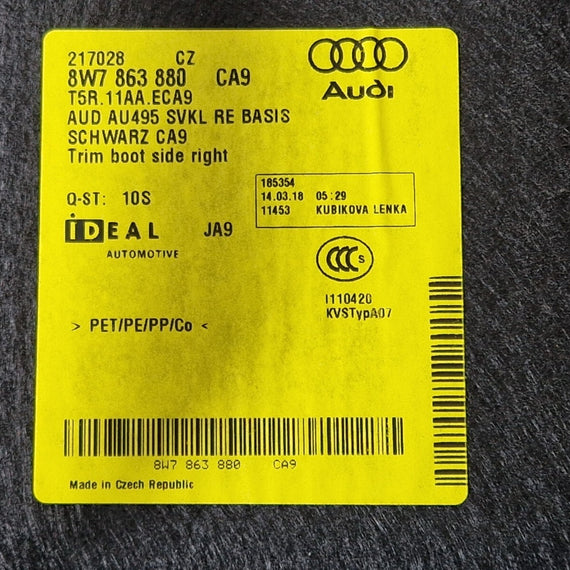 217028 CZ
8W7 863 880 CA9
T5R.11AA.ECA9
AUD AU495 SVKL RE BASIS
SCHWARZ CA9
Trim boot side right
Audi
Q-ST: 10S
165354
14.03.18 05:29
11453 KUBIKOVA LENKA
iDEAL JA9
AUTOMOTIVE
CCC S
I110420
KVSTypA07
> PET/PE/PP/Co <
8W7 863 880 CA9
Made in Czech Republic